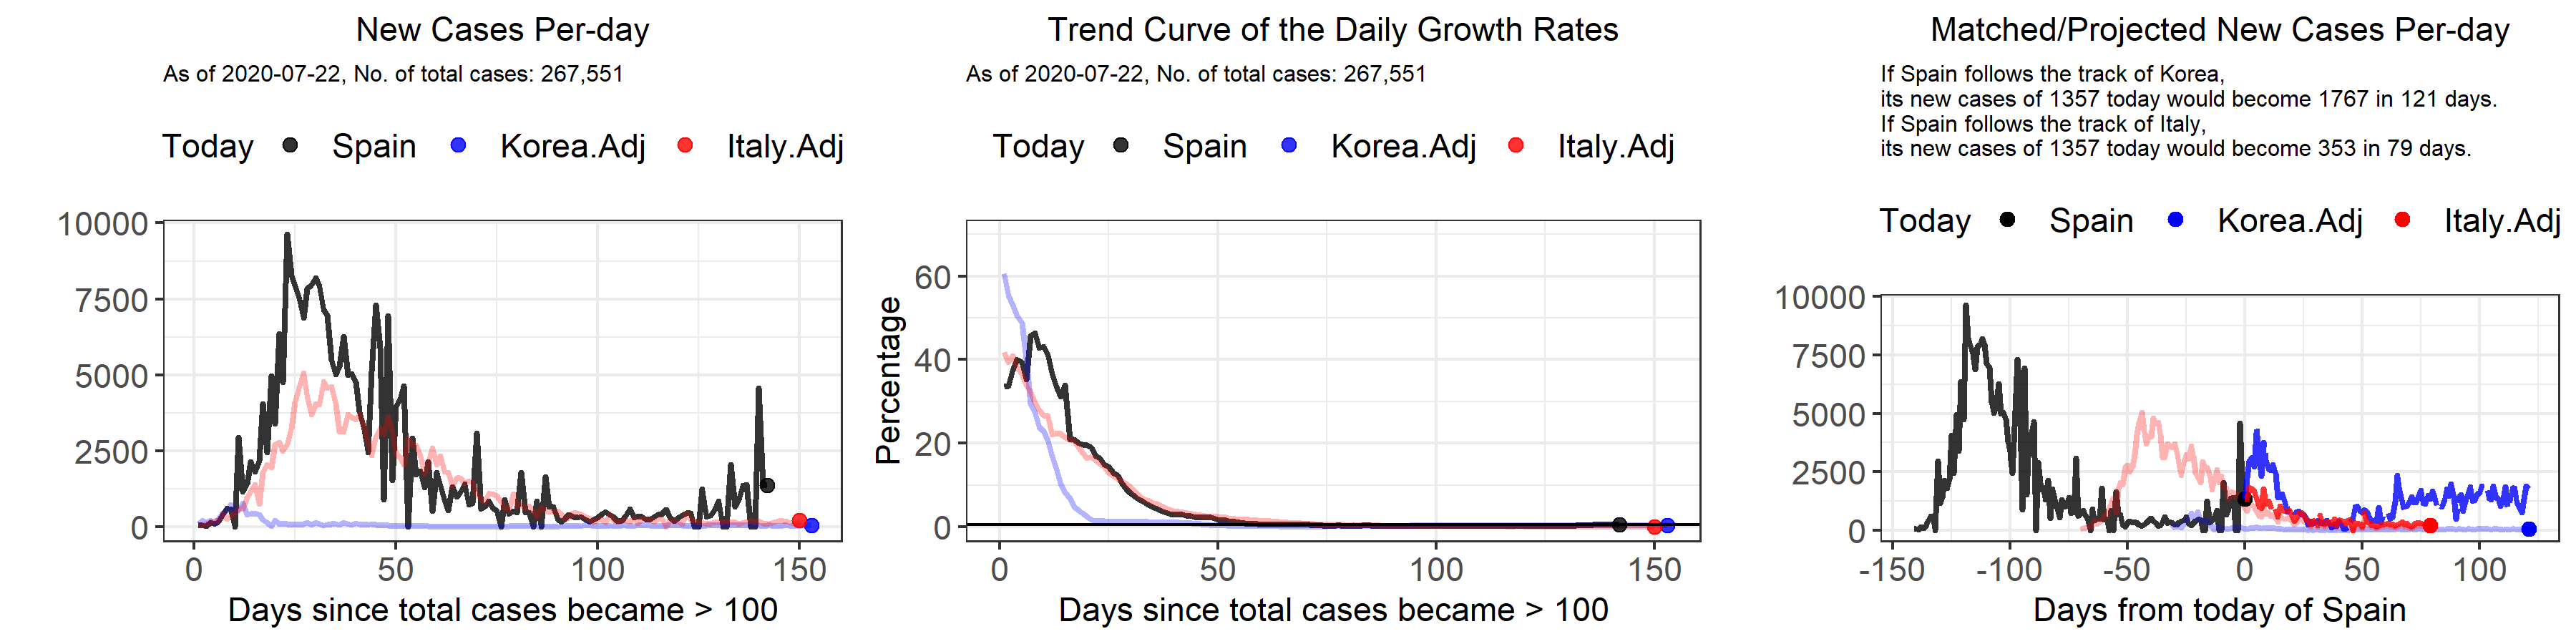 New Cases Per-day
As of 2020-07-22, No. of total cases: 267,551
Today Spain Korea.Adj Italy.Adj
10000
7500
5000
2500
0
0 50 100 150
Days since total cases became > 100
Trend Curve of the Daily Growth Rates
As of 2020-07-22, No. of total cases: 267,551
Today Spain Korea.Adj Italy.Adj
Percentage
60
40
20
0
0 50 100 150
Days since total cases became > 100
Matched/Projected New Cases Per-day
If Spain follows the track of Korea,
its new cases of 1357 today would become 1767 in 121 days.
If Spain follows the track of Italy,
its new cases of 1357 today would become 353 in 79 days.
Today Spain Korea.Adj Italy.Adj
10000
7500
5000
2500
0
-150 -100 -50 0 50 100
Days from today of Spain